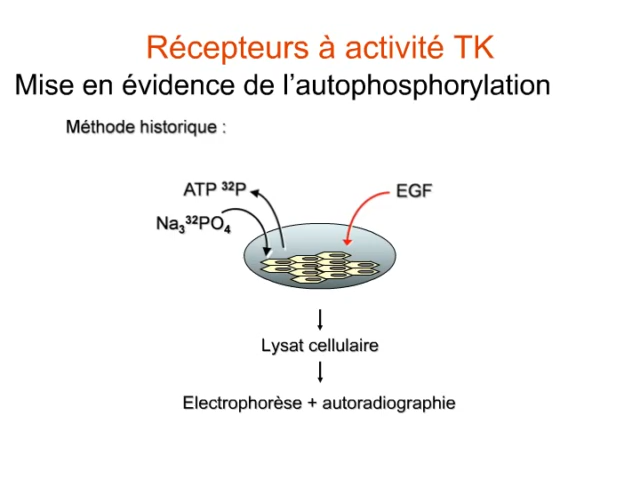 Récepteurs à activité TK
Mise en évidence de l’autophosphorylation
Méthode historique :
ATP ³²P
EGF
Na₃³²PO₄
Lysat cellulaire
Electrophorèse + autoradiographie